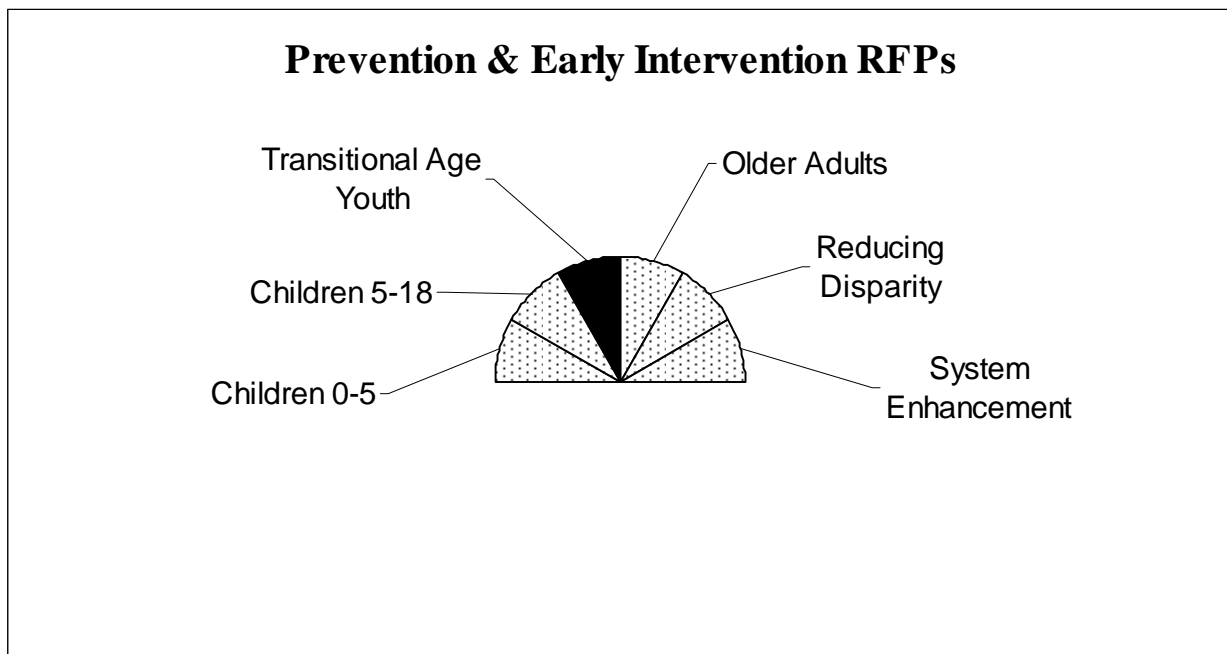 Prevention & Early Intervention RFPs
Transitional Age
Youth
Older Adults
Children 5-18
Reducing
Disparity
Children 0-5
System
Enhancement